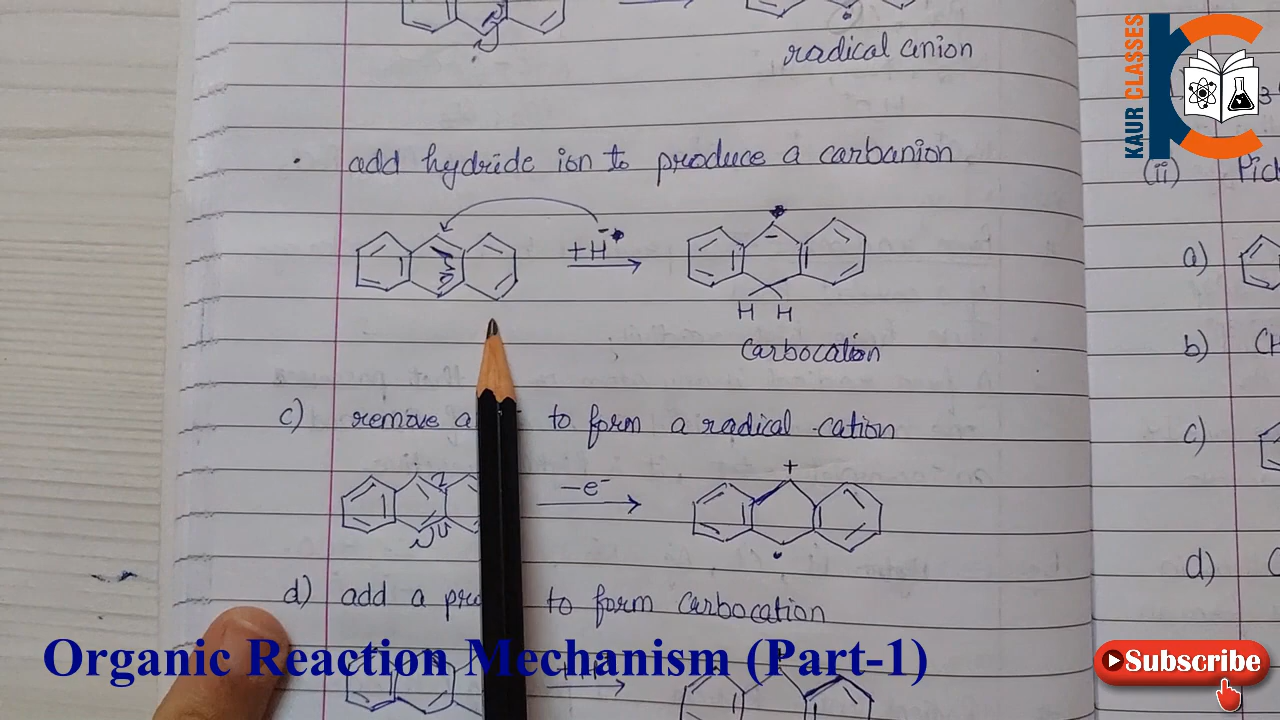 radical anion
KAUR CLASSES
. add hydride ion to produce a carbanion
+H
H H
Carbocation
c) remove a to form a radical cation
-e⁻
+
d) add a to form carbocation
(ii)
a)
b)
c)
d)
Organic Reaction Mechanism (Part-1)
Subscribe